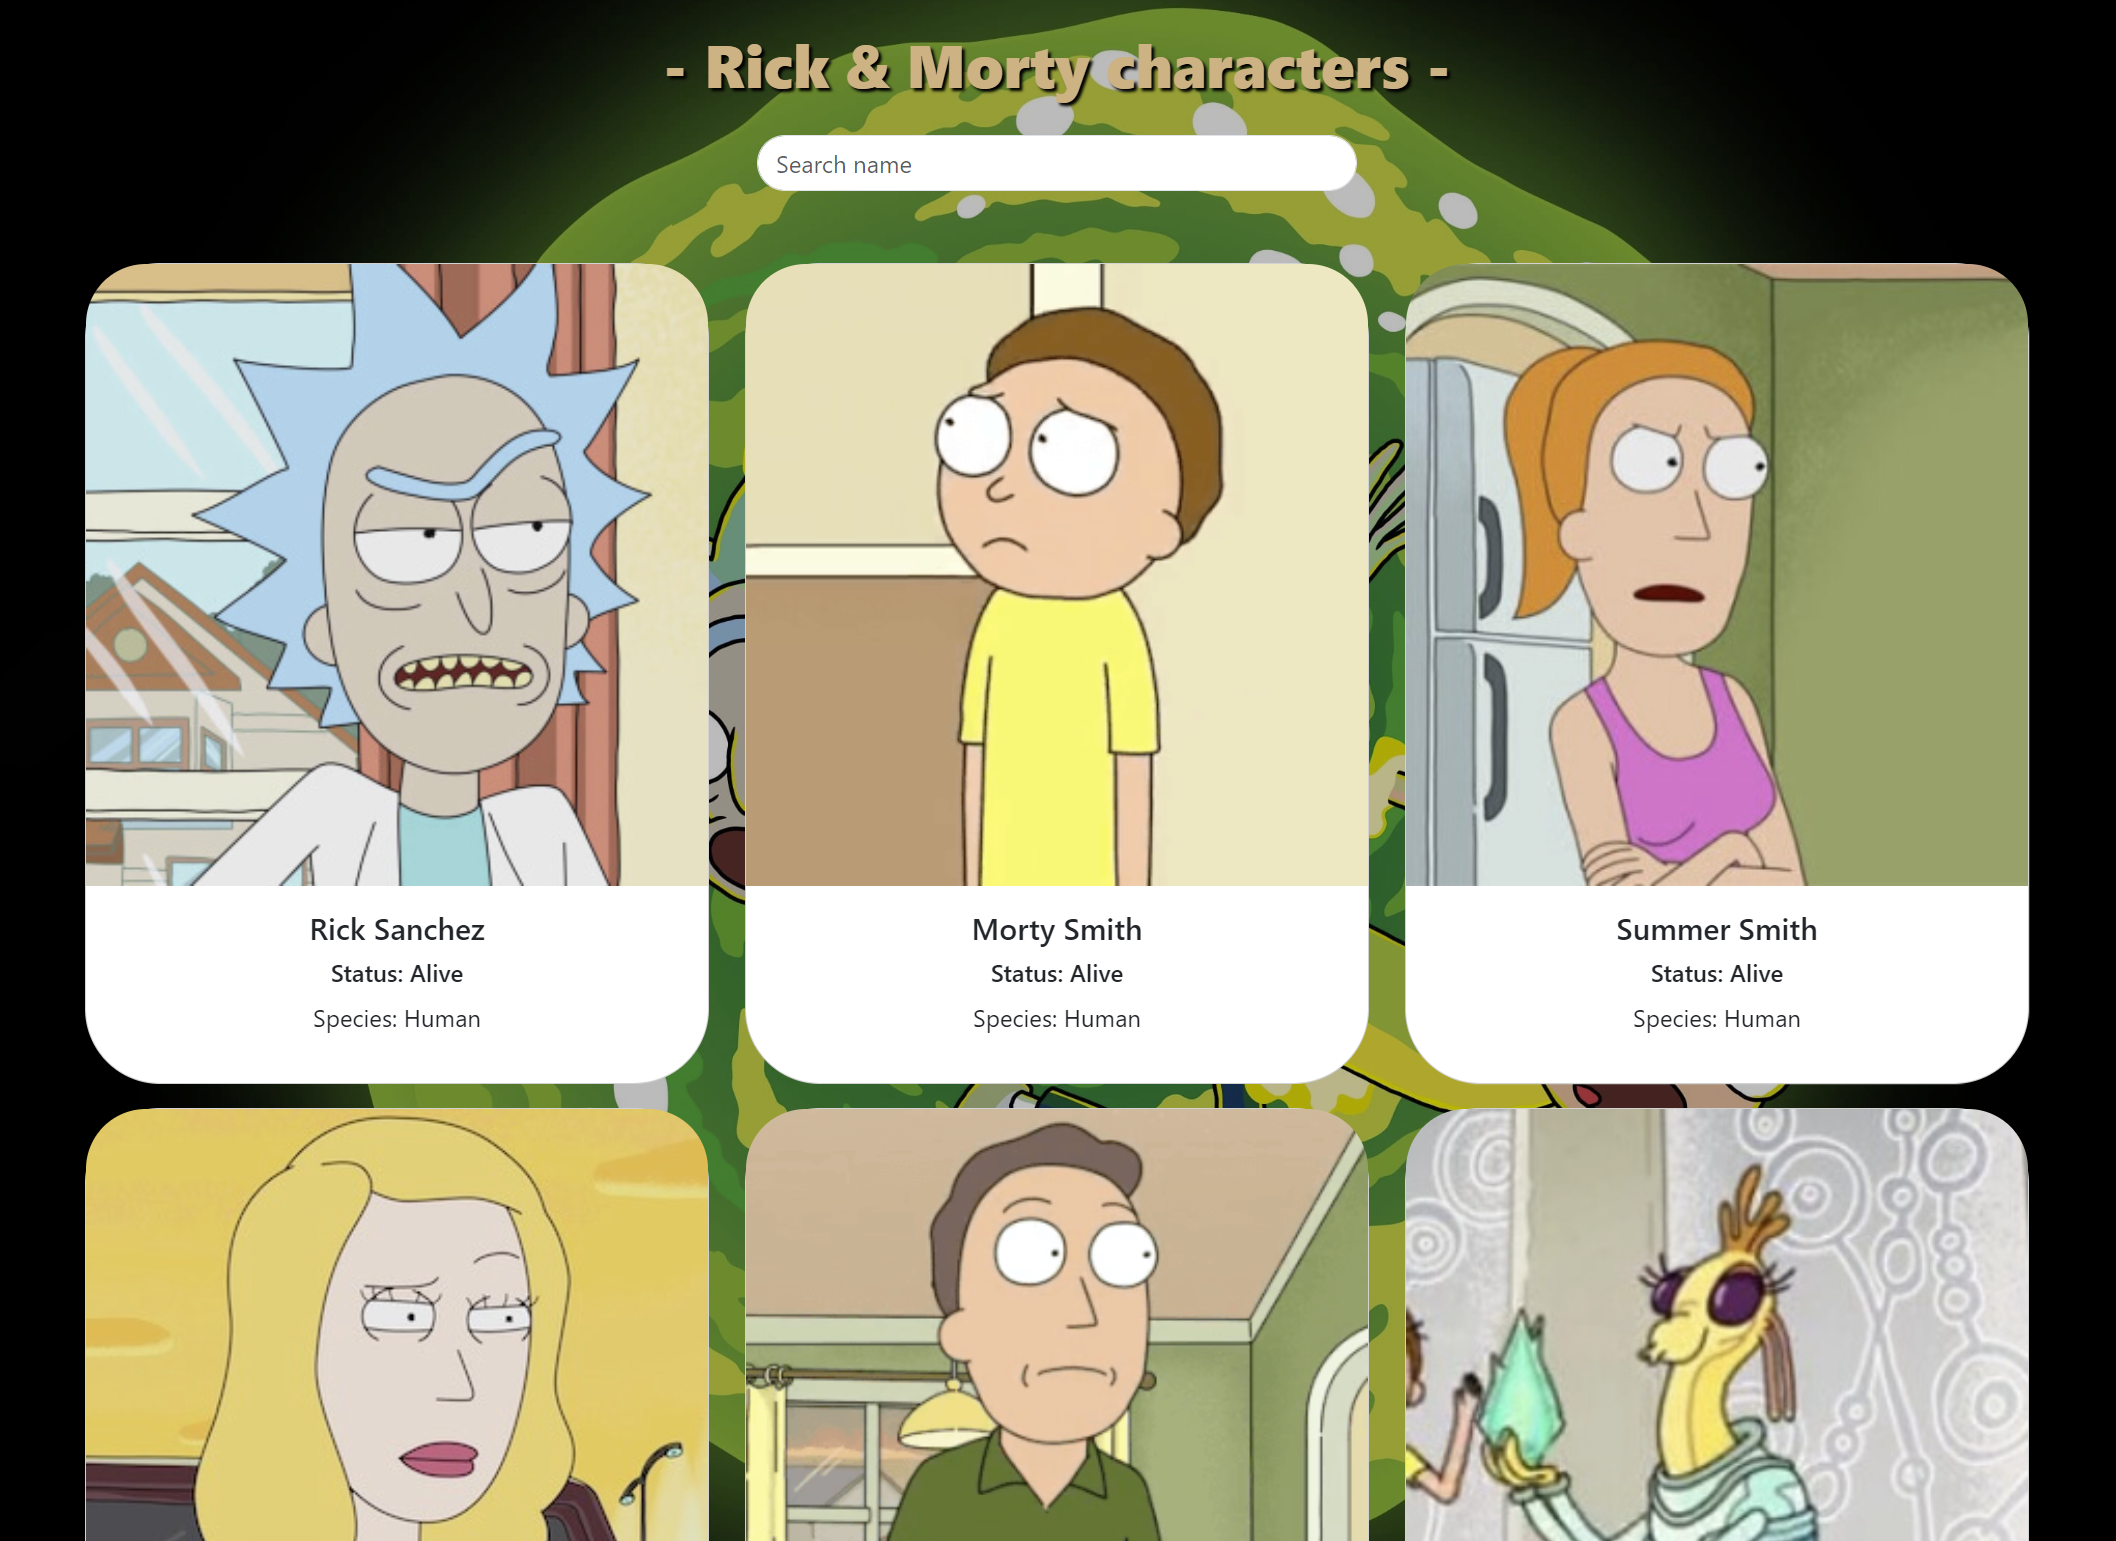 - Rick & Morty characters -
Search name
Rick Sanchez
Status: Alive
Species: Human
Morty Smith
Status: Alive
Species: Human
Summer Smith
Status: Alive
Species: Human